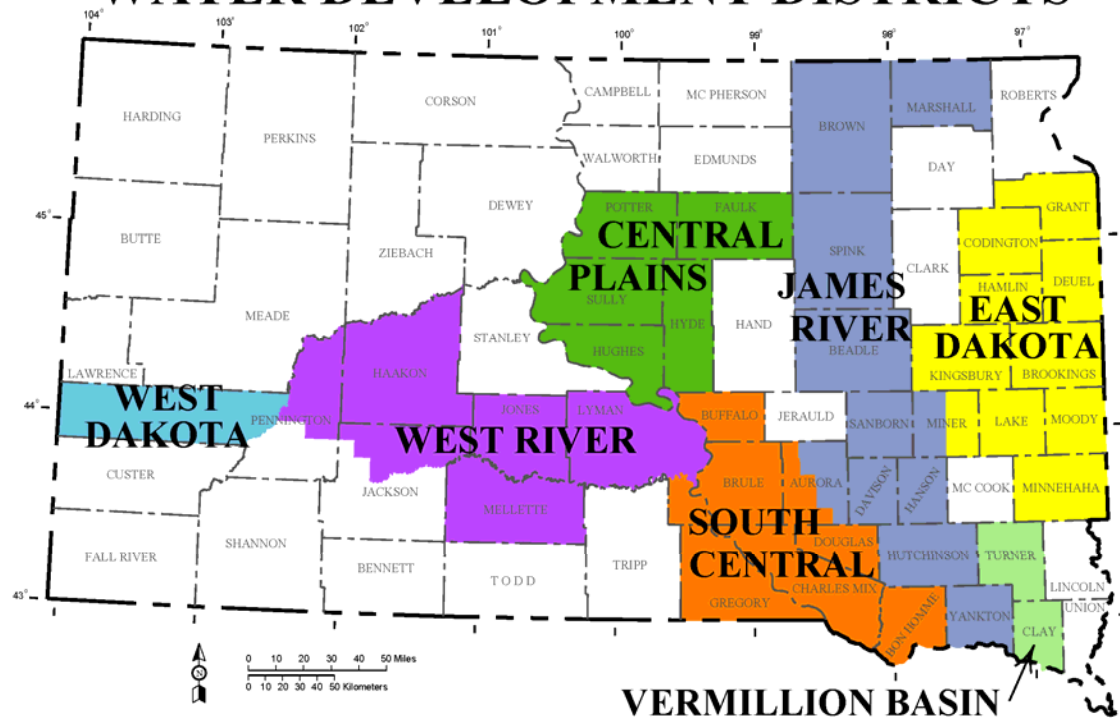 WATER DEVELOPMENT DISTRICTS
104° 103° 102° 101° 100° 99° 98° 97°
45°
44°
43°
HARDING
PERKINS
CORSON
CAMPBELL
MC PHERSON
BROWN
MARSHALL
ROBERTS
WALWORTH
EDMUNDS
DAY
BUTTE
DEWEY
ZIEBACH
POTTER
FAULK
CENTRAL
PLAINS
SPINK
CLARK
CODINGTON
GRANT
HAMLIN
DEUEL
MEADE
STANLEY
SULLY
HYDE
HUGHES
HAND
JAMES
RIVER
BEADLE
EAST
DAKOTA
KINGSBURY
BROOKINGS
LAWRENCE
WEST
DAKOTA
PENNINGTON
HAAKON
JONES
LYMAN
WEST RIVER
BUFFALO
JERAULD
SANBORN
MINER
LAKE
MOODY
CUSTER
JACKSON
MELLETTE
BRULE
AURORA
DAVISON
HANSON
MC COOK
MINNEHAHA
SOUTH
CENTRAL
DOUGLAS
HUTCHINSON
TURNER
LINCOLN
FALL RIVER
SHANNON
BENNETT
TODD
TRIPP
GREGORY
CHARLES MIX
BON HOMME
YANKTON
CLAY
UNION
VERMILLION BASIN
N
0 10 20 30 40 50 Miles
0 10 20 30 40 50 Kilometers